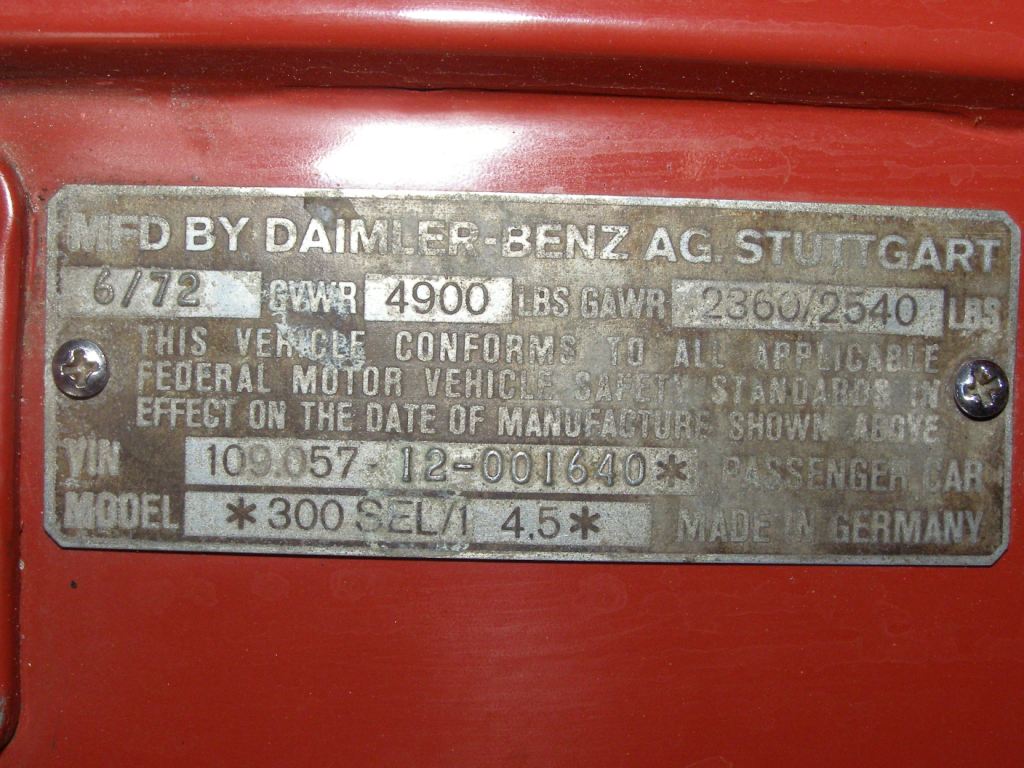 MFD BY DAIMLER-BENZ AG. STUTTGART
6/72 GVWR 4900 LBS GAWR 2360/2540 LBS
THIS VEHICLE CONFORMS TO ALL APPLICABLE
FEDERAL MOTOR VEHICLE SAFETY STANDARDS IN
EFFECT ON THE DATE OF MANUFACTURE SHOWN ABOVE
VIN 109.057-12-001640* PASSENGER CAR
MODEL *300 SEL/1 4.5* MADE IN GERMANY